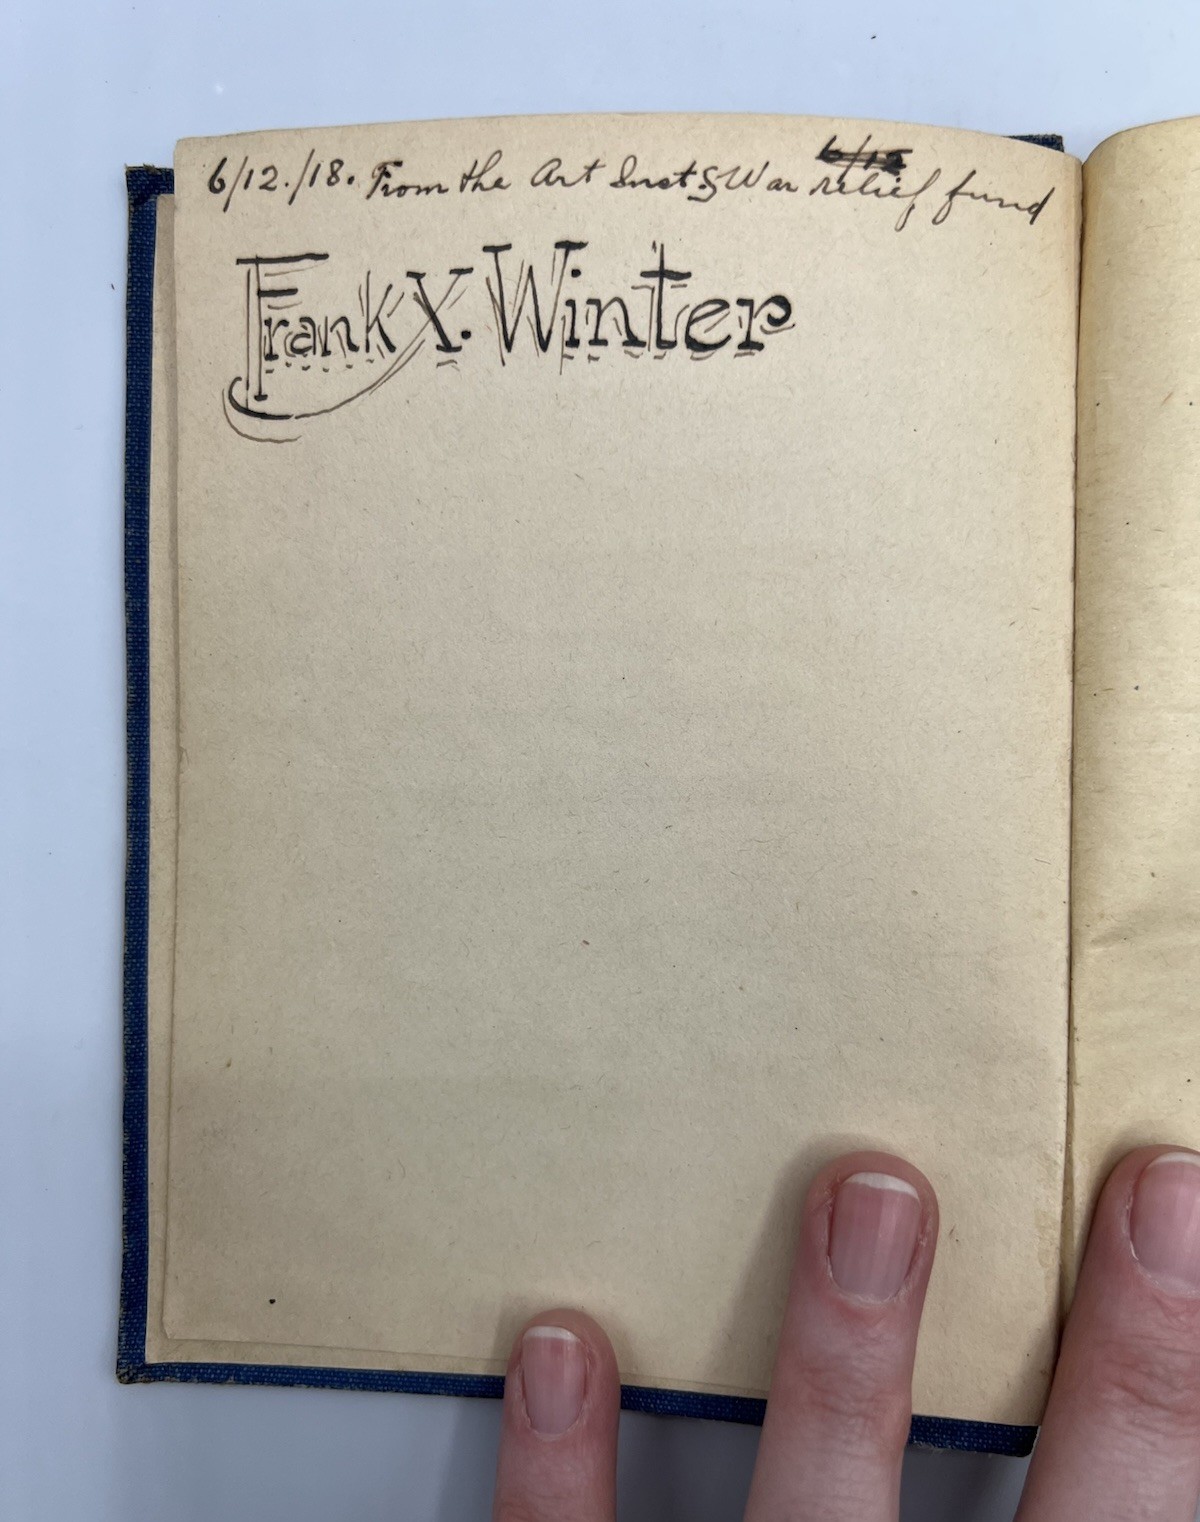 6/12./18. From the Art Inst. & War relief fund
Frank X. Winter